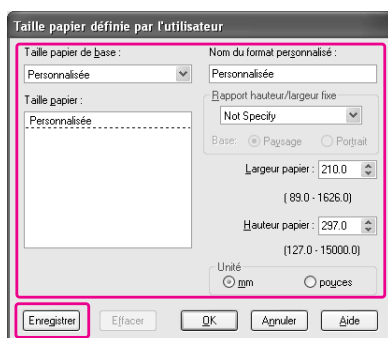 Taille papier définie par l'utilisateur
Taille papier de base :
Personnalisée
Taille papier :
Personnalisée
Nom du format personnalisé :
Personnalisée
Rapport hauteur/largeur fixe
Not Specify
Base: Paysage Portrait
Largeur papier : 210.0
( 89.0 - 1626.0)
Hauteur papier : 297.0
(127.0 - 15000.0)
Unité
mm pouces
Enregistrer Effacer OK Annuler Aide